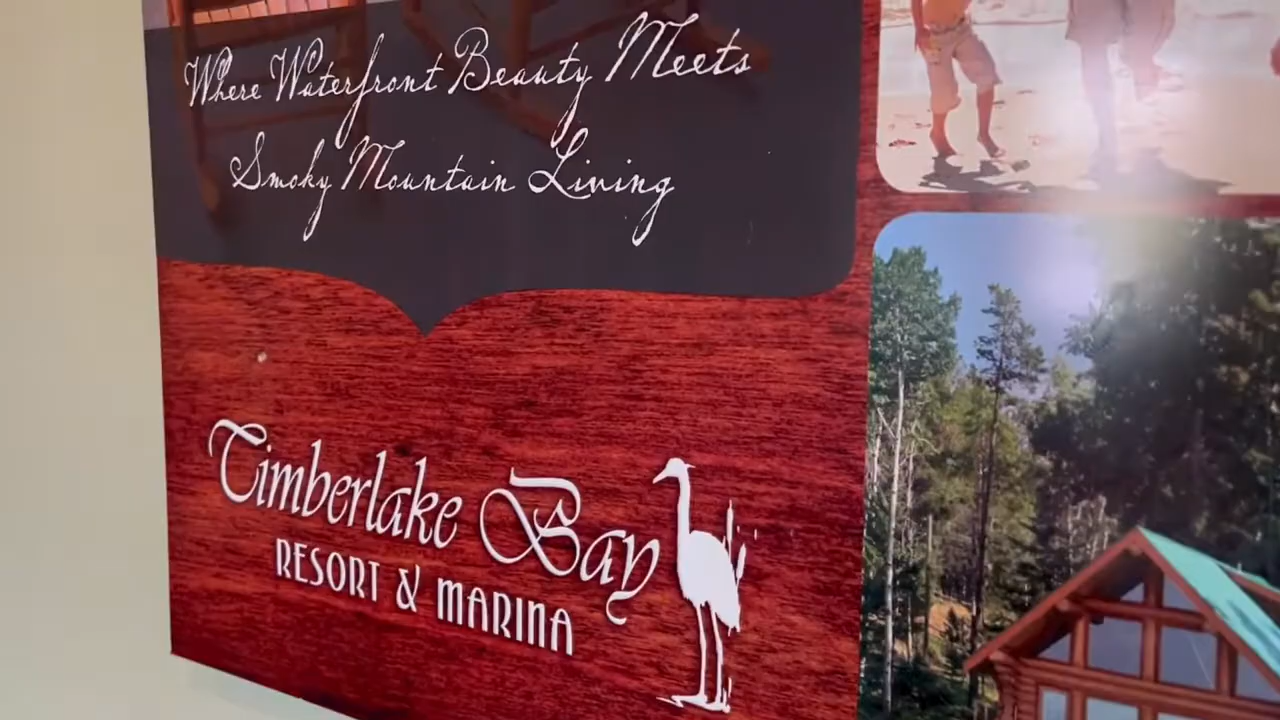 Where Waterfront Beauty Meets
Smoky Mountain Living
Timberlake Bay
RESORT & MARINA